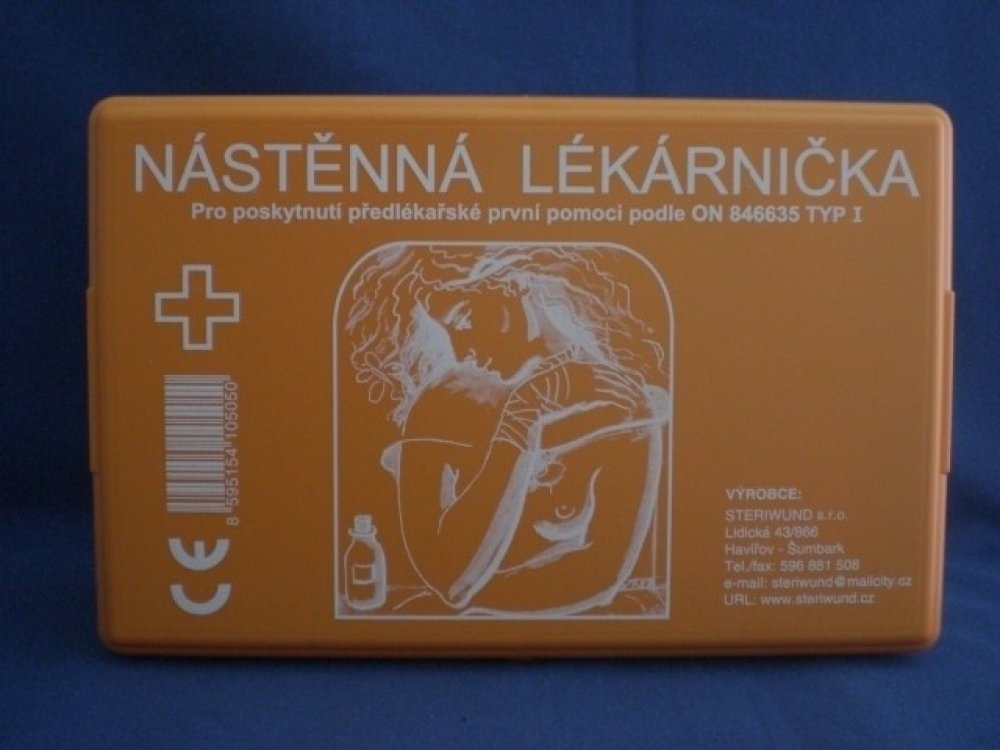 NÁSTĚNNÁ LÉKÁRNIČKA
Pro poskytnutí předlékařské první pomoci podle ON 846635 TYP I
8 595154 105050
CE
VÝROBCE:
STERIWUND s.r.o.
Lidická 43/866
Havířov - Šumbark
Tel./fax: 596 881 508
e-mail: steriwund@mailcity.cz
URL: www.steriwund.cz